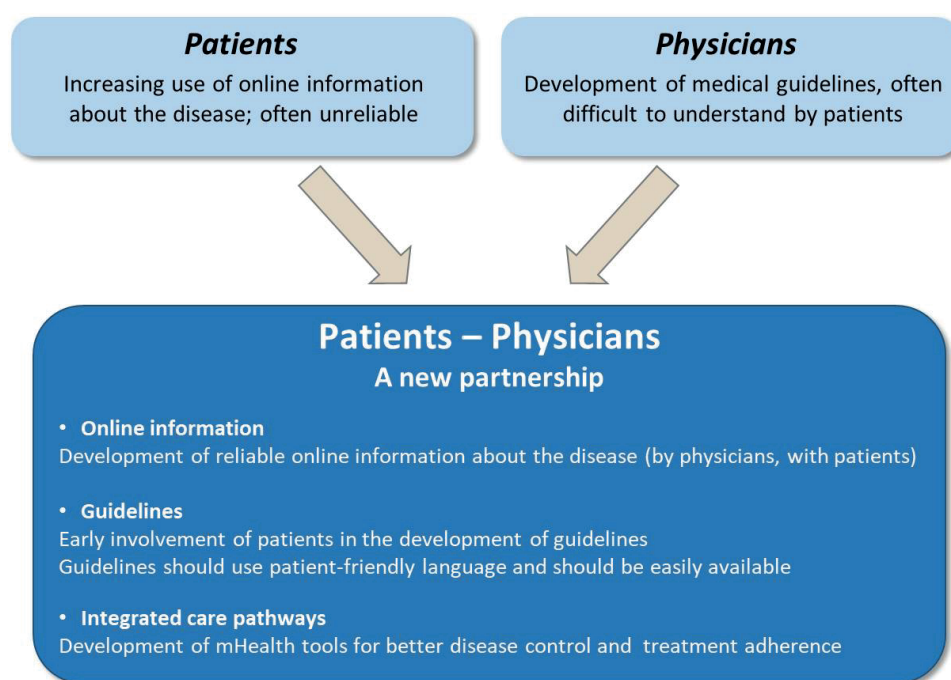 Patients
Increasing use of online information
about the disease; often unreliable
Physicians
Development of medical guidelines, often
difficult to understand by patients
Patients – Physicians
A new partnership
• Online information
Development of reliable online information about the disease (by physicians, with patients)
• Guidelines
Early involvement of patients in the development of guidelines
Guidelines should use patient-friendly language and should be easily available
• Integrated care pathways
Development of mHealth tools for better disease control and treatment adherence